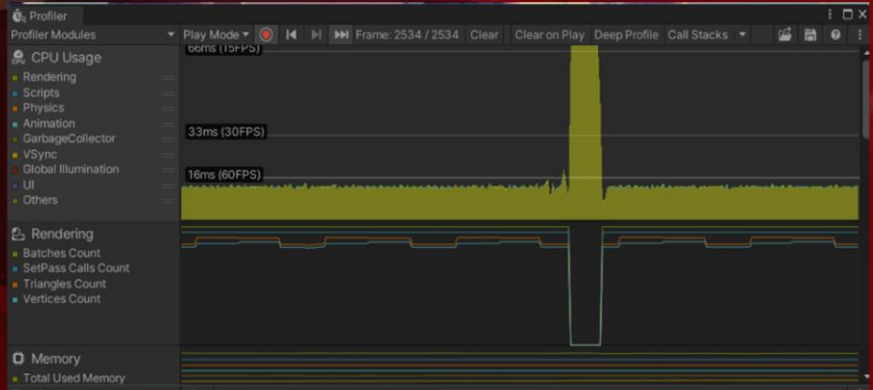 Profiler
Profiler Modules Play Mode Frame: 2534 / 2534 Clear Clear on Play Deep Profile Call Stacks
CPU Usage
Rendering
Scripts
Physics
Animation
GarbageCollector
VSync
Global Illumination
UI
Others
66ms (15FPS)
33ms (30FPS)
16ms (60FPS)
Rendering
Batches Count
SetPass Calls Count
Triangles Count
Vertices Count
Memory
Total Used Memory